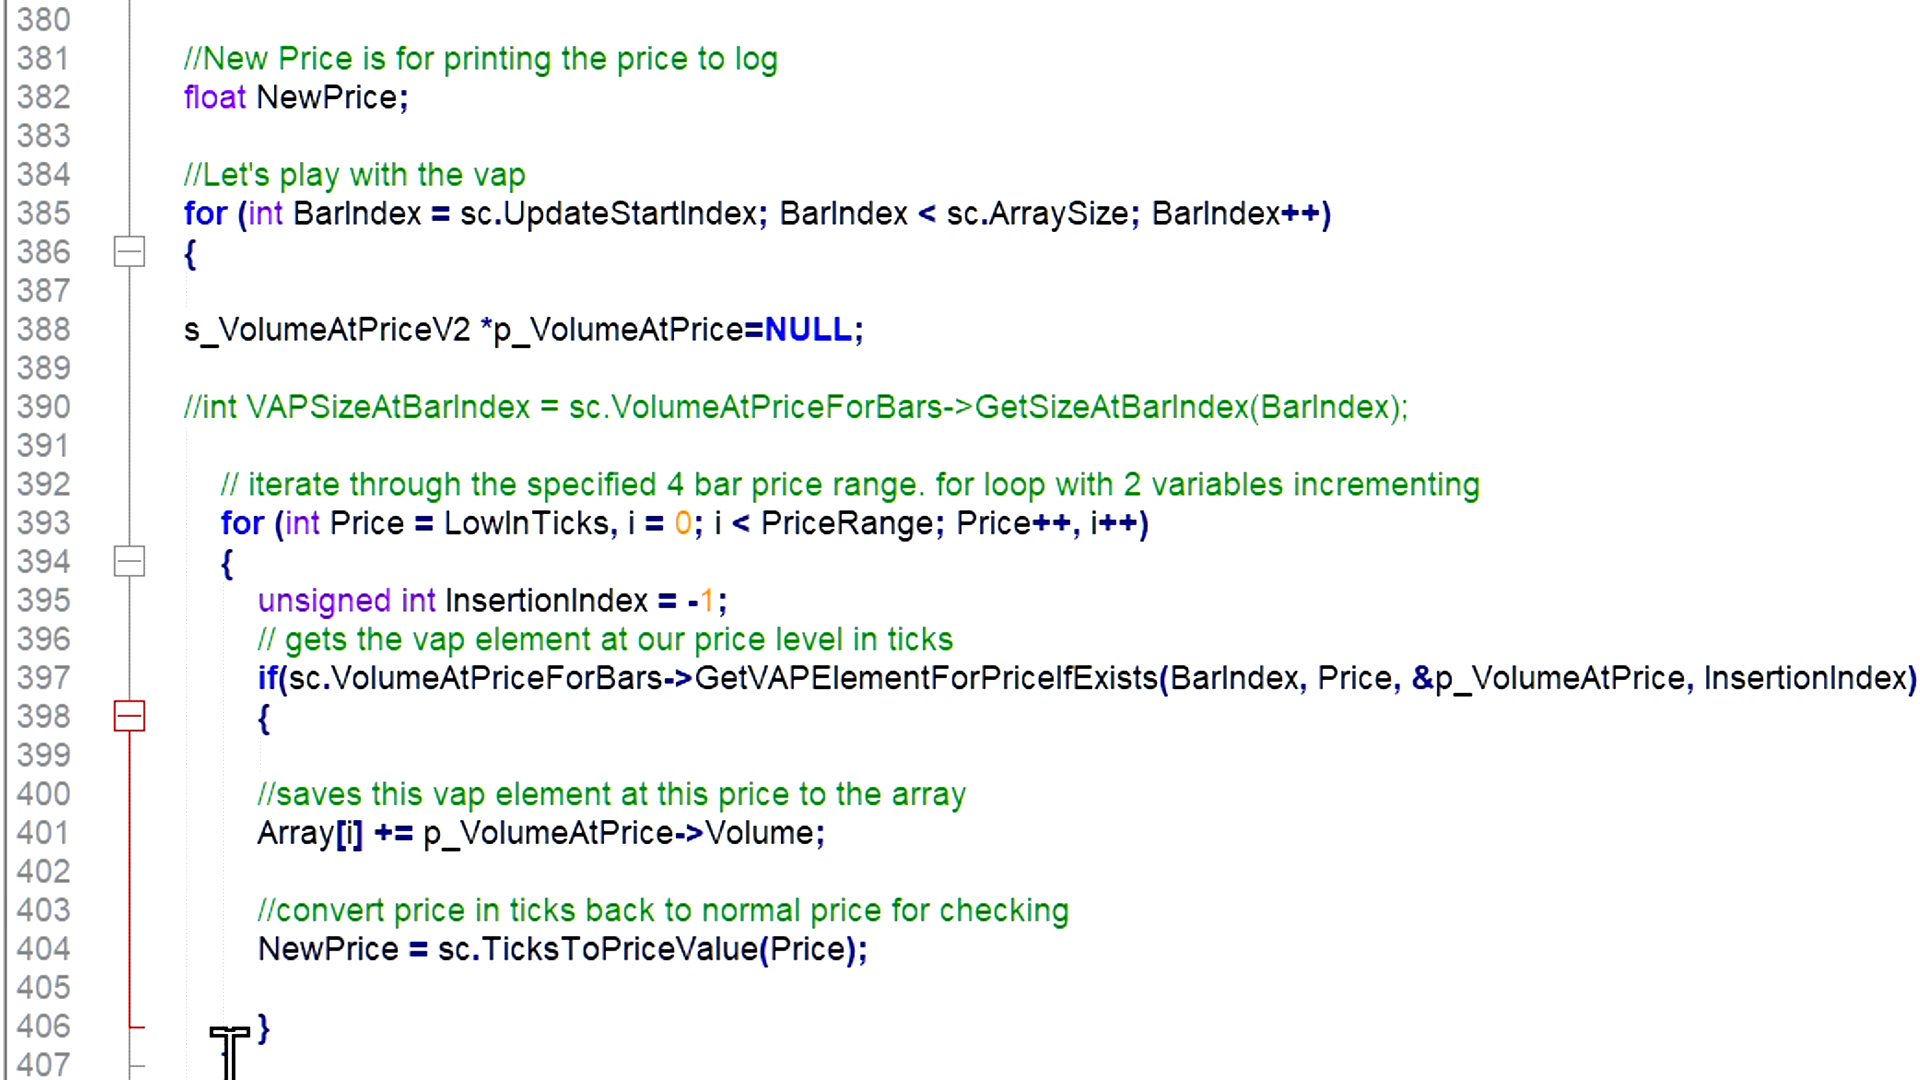 380
381 //New Price is for printing the price to log
382 float NewPrice;
383
384 //Let's play with the vap
385 for (int BarIndex = sc.UpdateStartIndex; BarIndex < sc.ArraySize; BarIndex++)
386 {
387
388 s_VolumeAtPriceV2 *p_VolumeAtPrice=NULL;
389
390 //int VAPSizeAtBarIndex = sc.VolumeAtPriceForBars->GetSizeAtBarIndex(BarIndex);
391
392 // iterate through the specified 4 bar price range. for loop with 2 variables incrementing
393 for (int Price = LowInTicks, i = 0; i < PriceRange; Price++, i++)
394 {
395 unsigned int InsertionIndex = -1;
396 // gets the vap element at our price level in ticks
397 if(sc.VolumeAtPriceForBars->GetVAPElementForPriceIfExists(BarIndex, Price, &p_VolumeAtPrice, InsertionIndex)
398 {
399
400 //saves this vap element at this price to the array
401 Array[i] += p_VolumeAtPrice->Volume;
402
403 //convert price in ticks back to normal price for checking
404 NewPrice = sc.TicksToPriceValue(Price);
405
406 }
407